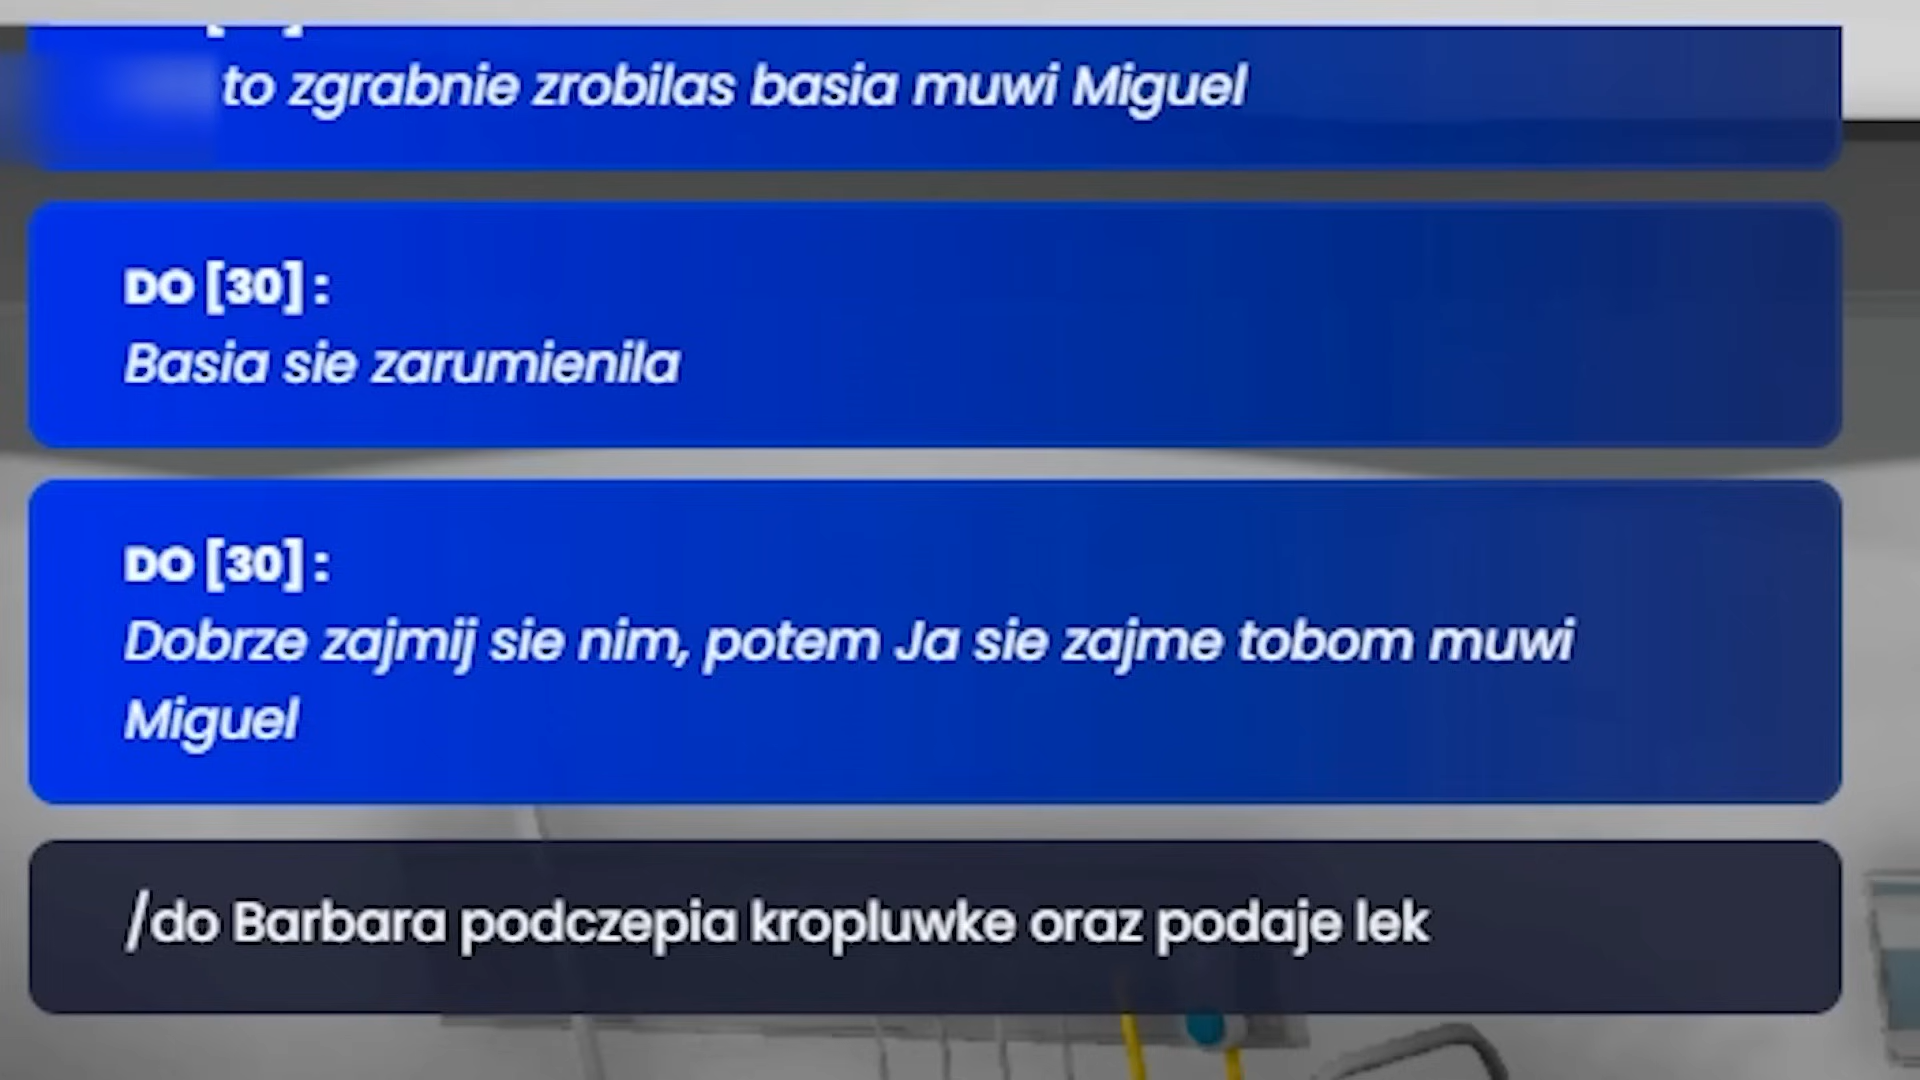 to zgrabnie zrobilas basia muwi Miguel
DO [30] :
Basia sie zarumienila
DO [30] :
Dobrze zajmij sie nim, potem Ja sie zajme tobom muwi
Miguel
/do Barbara podczepia kropluwke oraz podaje lek